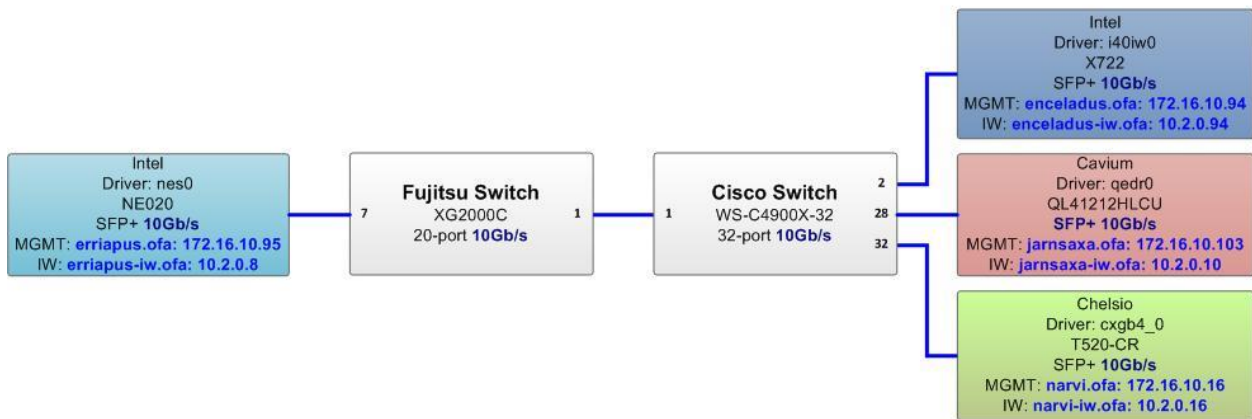 Intel
Driver: nes0
NE020
SFP+ 10Gb/s
MGMT: erriapus.ofa: 172.16.10.95
IW: erriapus-iw.ofa: 10.2.0.8
Fujitsu Switch
XG2000C
20-port 10Gb/s
7
1
Cisco Switch
WS-C4900X-32
32-port 10Gb/s
1
2
28
32
Intel
Driver: i40iw0
X722
SFP+ 10Gb/s
MGMT: enceladus.ofa: 172.16.10.94
IW: enceladus-iw.ofa: 10.2.0.94
Cavium
Driver: qedr0
QL41212HLCU
SFP+ 10Gb/s
MGMT: jarnsaxa.ofa: 172.16.10.103
IW: jarnsaxa-iw.ofa: 10.2.0.10
Chelsio
Driver: cxgb4_0
T520-CR
SFP+ 10Gb/s
MGMT: narvi.ofa: 172.16.10.16
IW: narvi-iw.ofa: 10.2.0.16